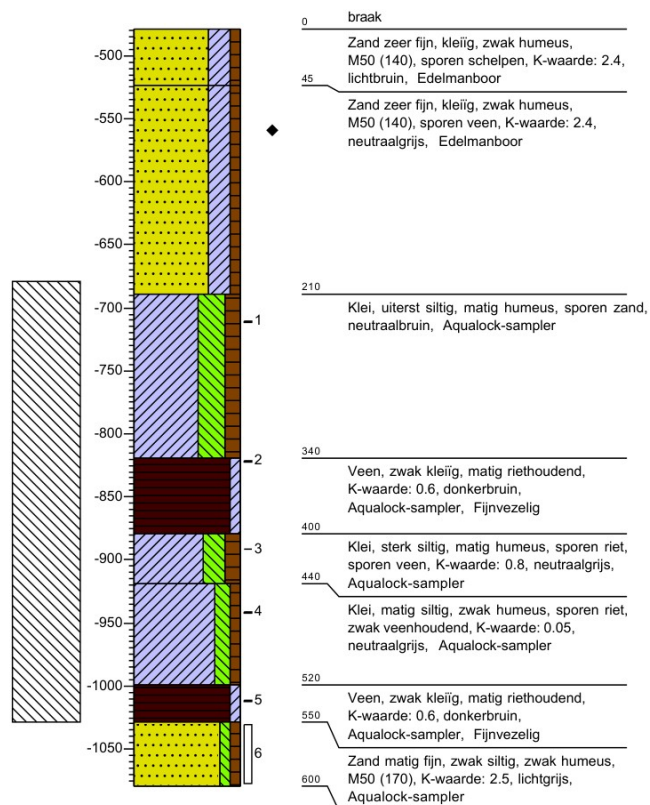 braak
0
Zand zeer fijn, kleiïg, zwak humeus,
M50 (140), sporen schelpen, K-waarde: 2.4,
lichtbruin, Edelmanboor
45
Zand zeer fijn, kleiïg, zwak humeus,
M50 (140), sporen veen, K-waarde: 2.4,
neutraalgrijs, Edelmanboor
210
Klei, uiterst siltig, matig humeus, sporen zand,
neutraalbruin, Aqualock-sampler
340
Veen, zwak kleiïg, matig riethoudend,
K-waarde: 0.6, donkerbruin,
Aqualock-sampler, Fijnvezelig
400
Klei, sterk siltig, matig humeus, sporen riet,
sporen veen, K-waarde: 0.8, neutraalgrijs,
Aqualock-sampler
440
Klei, matig siltig, zwak humeus, sporen riet,
zwak veenhoudend, K-waarde: 0.05,
neutraalgrijs, Aqualock-sampler
520
Veen, zwak kleiïg, matig riethoudend,
K-waarde: 0.6, donkerbruin,
Aqualock-sampler, Fijnvezelig
550
Zand matig fijn, zwak siltig, zwak humeus,
M50 (170), K-waarde: 2.5, lichtgrijs,
Aqualock-sampler
600
-500
-550
-600
-650
-700
-750
-800
-850
-900
-950
-1000
-1050
1
2
3
4
5
6